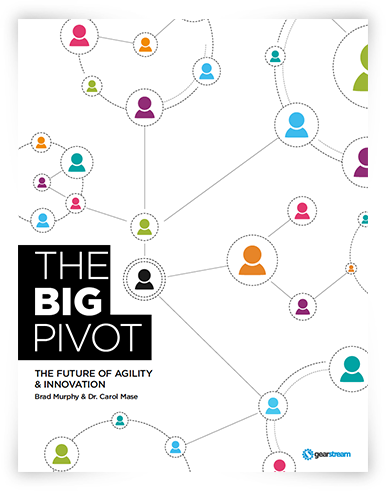 THE
BIG
PIVOT
THE FUTURE OF AGILITY
& INNOVATION
Brad Murphy & Dr. Carol Mase
gearstream